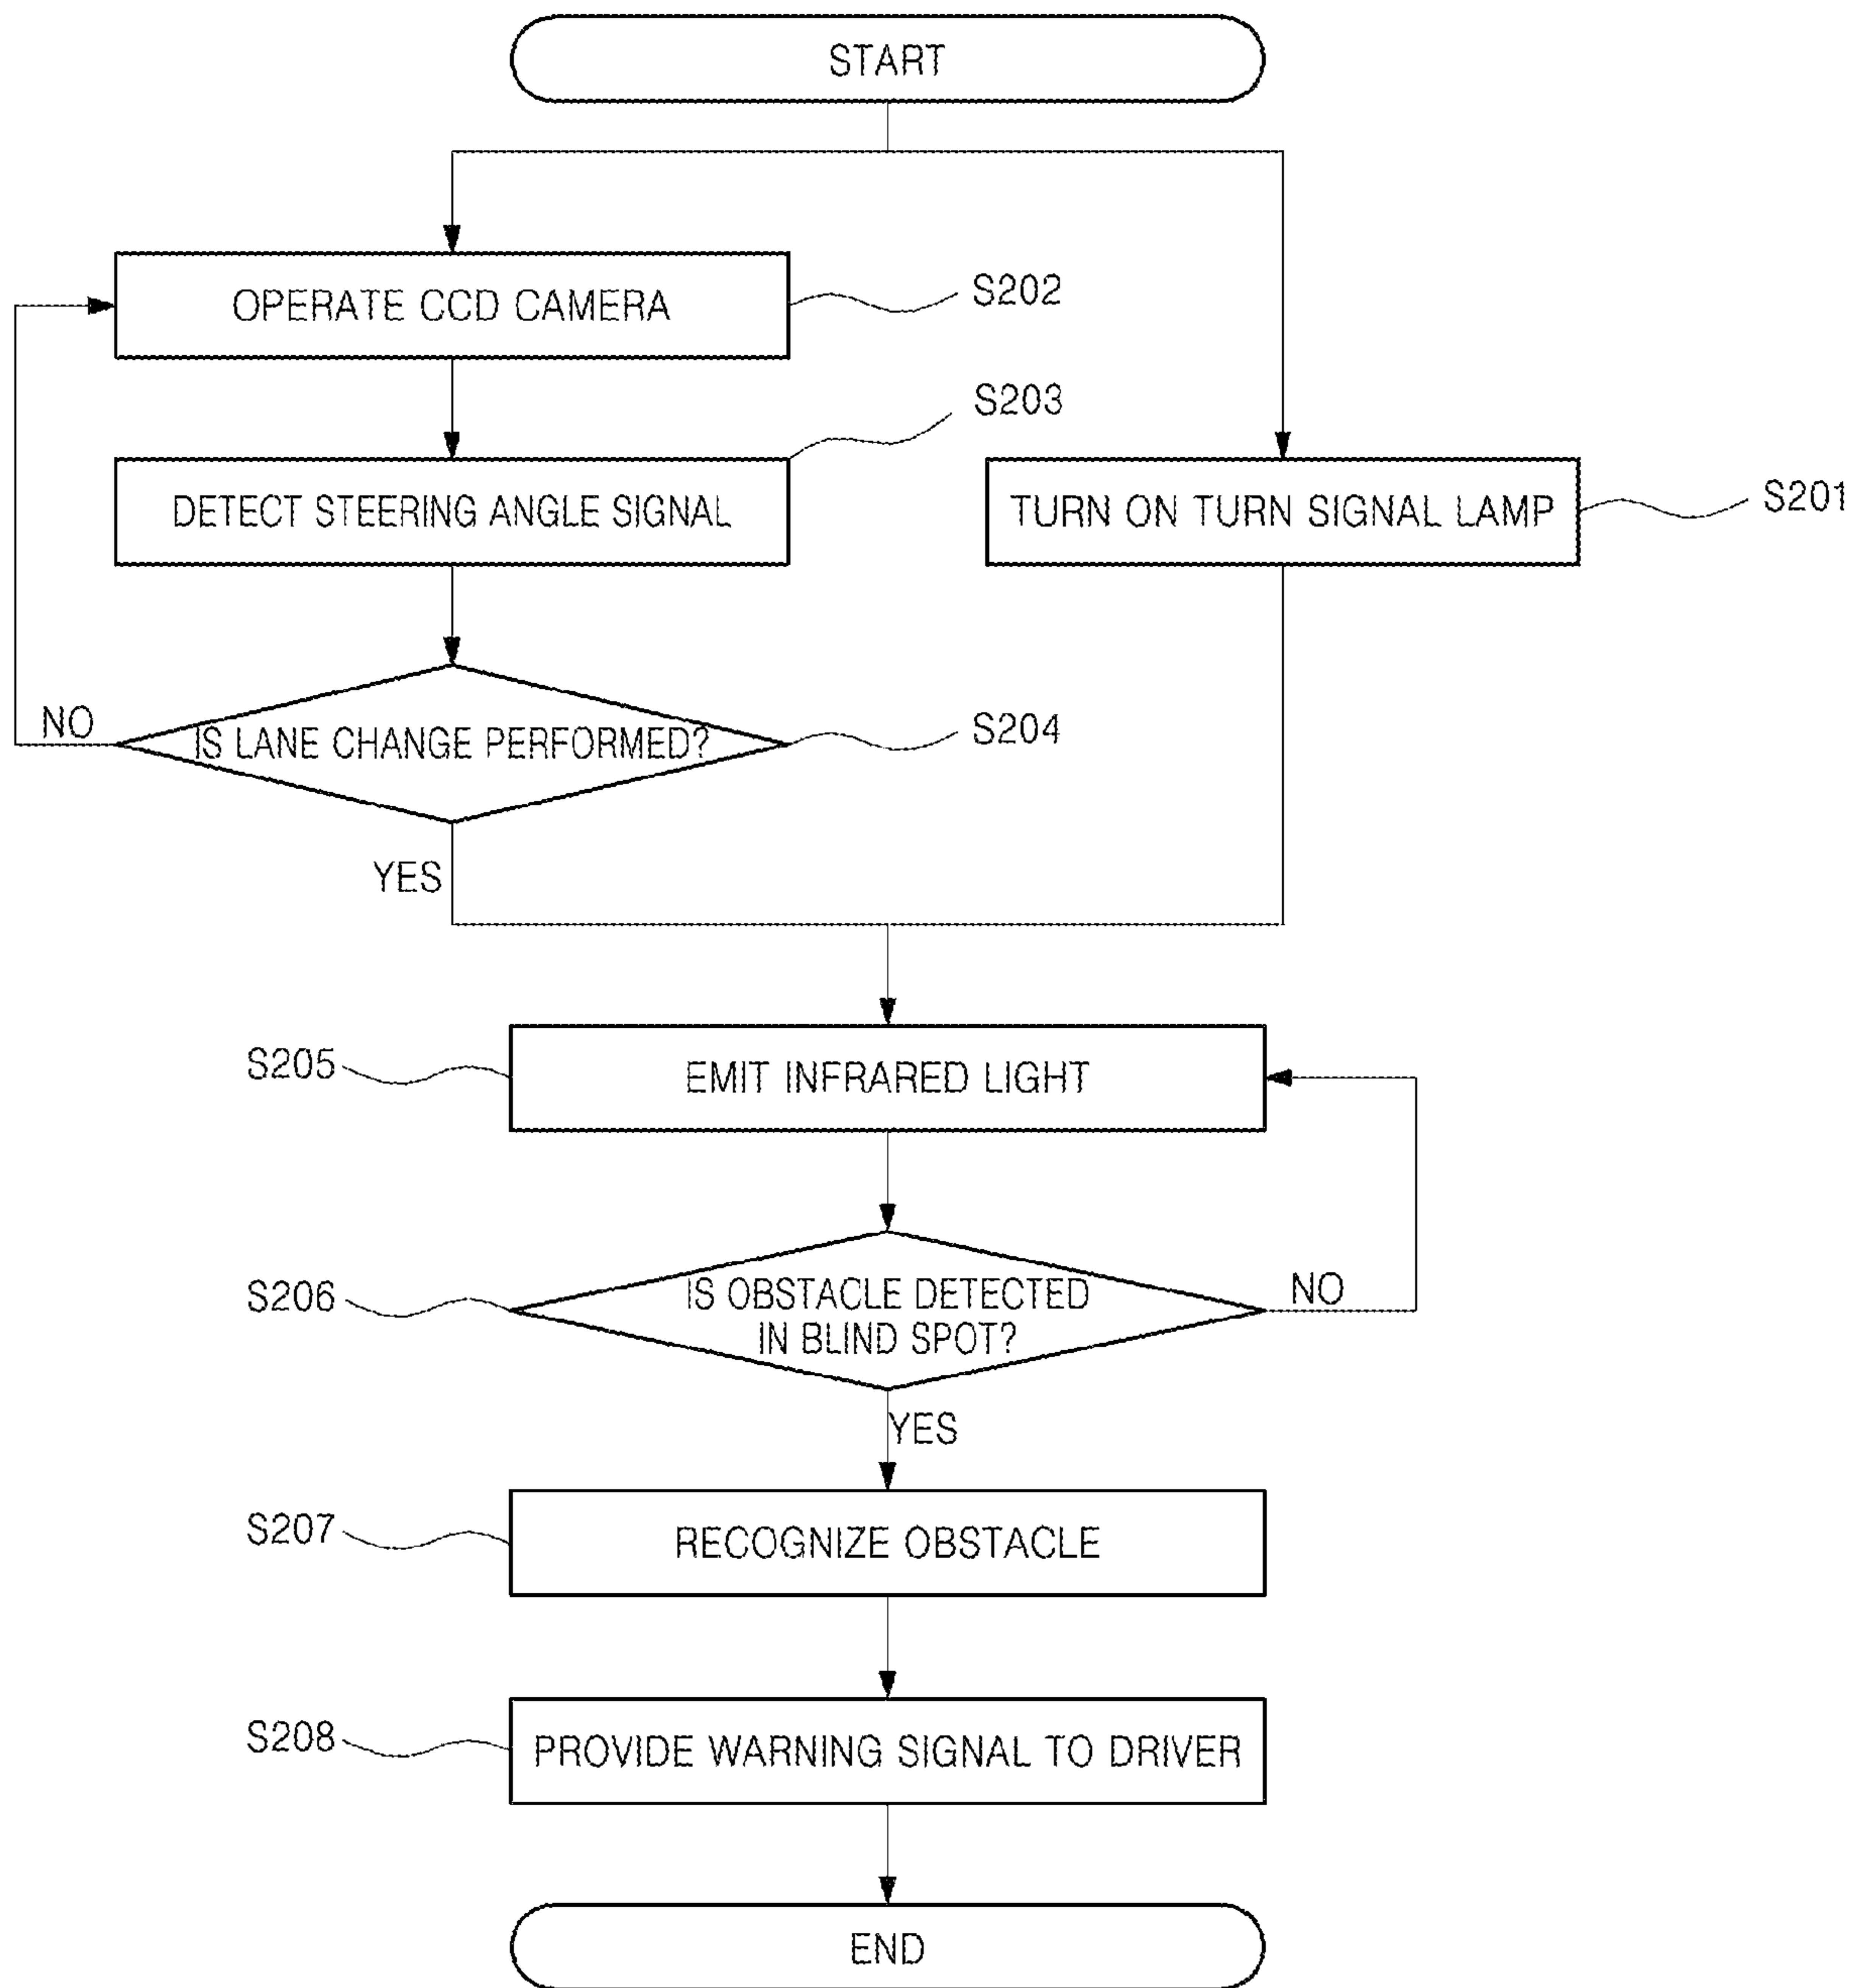 START
OPERATE CCD CAMERA
S202
S203
DETECT STEERING ANGLE SIGNAL
TURN ON TURN SIGNAL LAMP
S201
NO
IS LANE CHANGE PERFORMED?
S204
YES
S205
EMIT INFRARED LIGHT
S206
IS OBSTACLE DETECTED
IN BLIND SPOT?
NO
YES
S207
RECOGNIZE OBSTACLE
S208
PROVIDE WARNING SIGNAL TO DRIVER
END